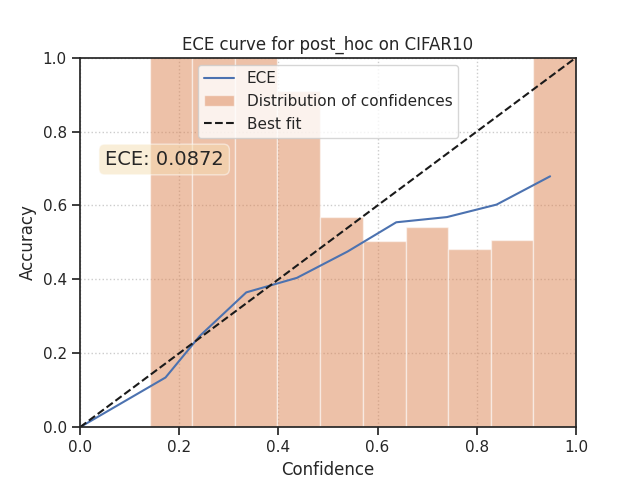 ECE curve for post_hoc on CIFAR10
1.0
0.8
0.6
0.4
0.2
0.0
Accuracy
ECE
Distribution of confidences
Best fit
ECE: 0.0872
0.0 0.2 0.4 0.6 0.8 1.0
Confidence